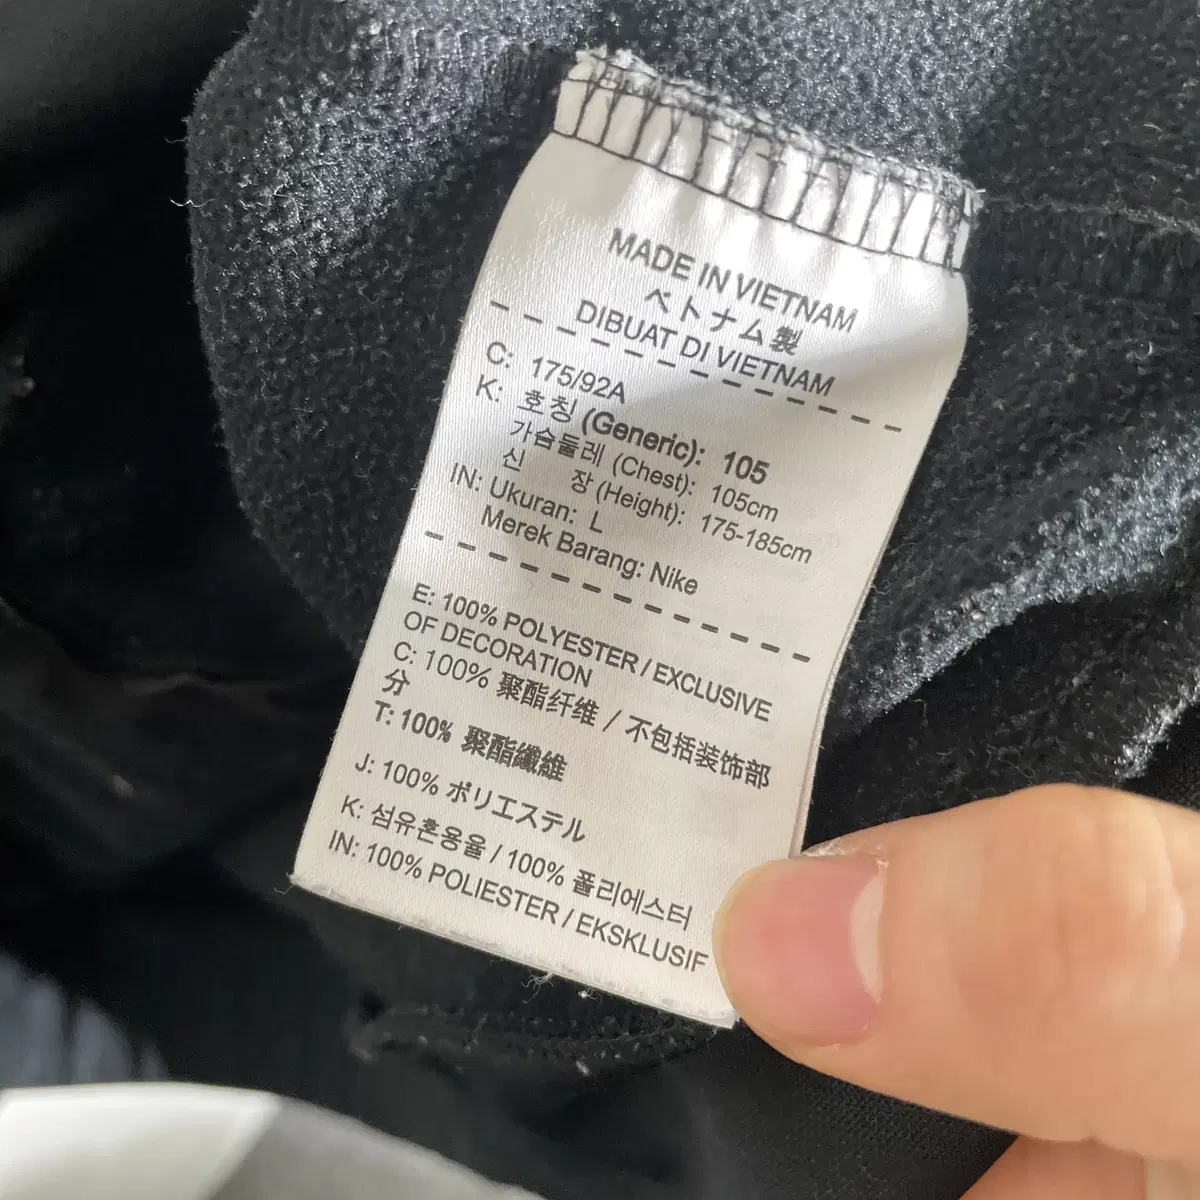 MADE IN VIETNAM
ベトナム製
DIBUAT DI VIETNAM
C: 175/92A
K: 호칭 (Generic): 105
가슴둘레 (Chest): 105cm
신 장 (Height): 175-185cm
IN: Ukuran: L
Merek Barang: Nike
E: 100% POLYESTER / EXCLUSIVE
OF DECORATION
C: 100% 聚酯纤维 / 不包括装饰部
分
T: 100% 聚酯纖維
J: 100% ポリエステル
K: 섬유혼용율 / 100% 폴리에스터
IN: 100% POLIESTER / EKSKLUSIF